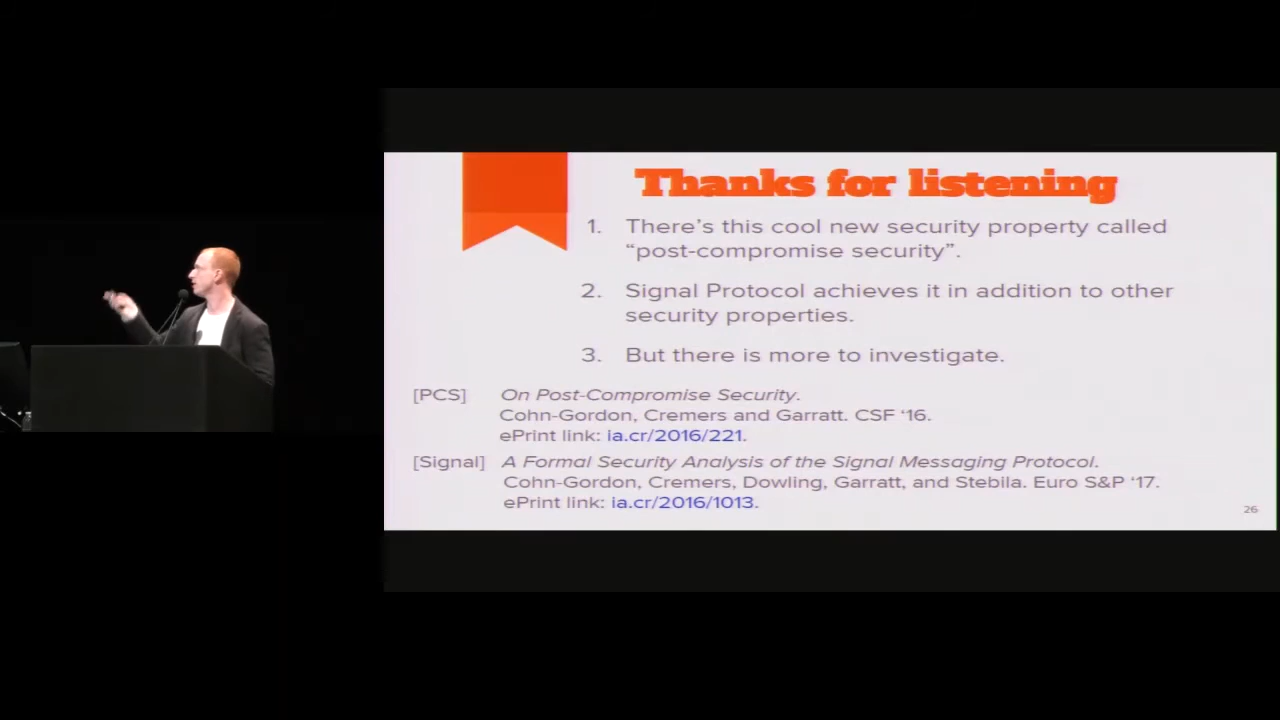 Thanks for listening
1. There's this cool new security property called
“post-compromise security”.
2. Signal Protocol achieves it in addition to other
security properties.
3. But there is more to investigate.
[PCS] On Post-Compromise Security.
Cohn-Gordon, Cremers and Garratt. CSF ‘16.
ePrint link: ia.cr/2016/221.
[Signal] A Formal Security Analysis of the Signal Messaging Protocol.
Cohn-Gordon, Cremers, Dowling, Garratt, and Stebila. Euro S&P ‘17.
ePrint link: ia.cr/2016/1013.
26